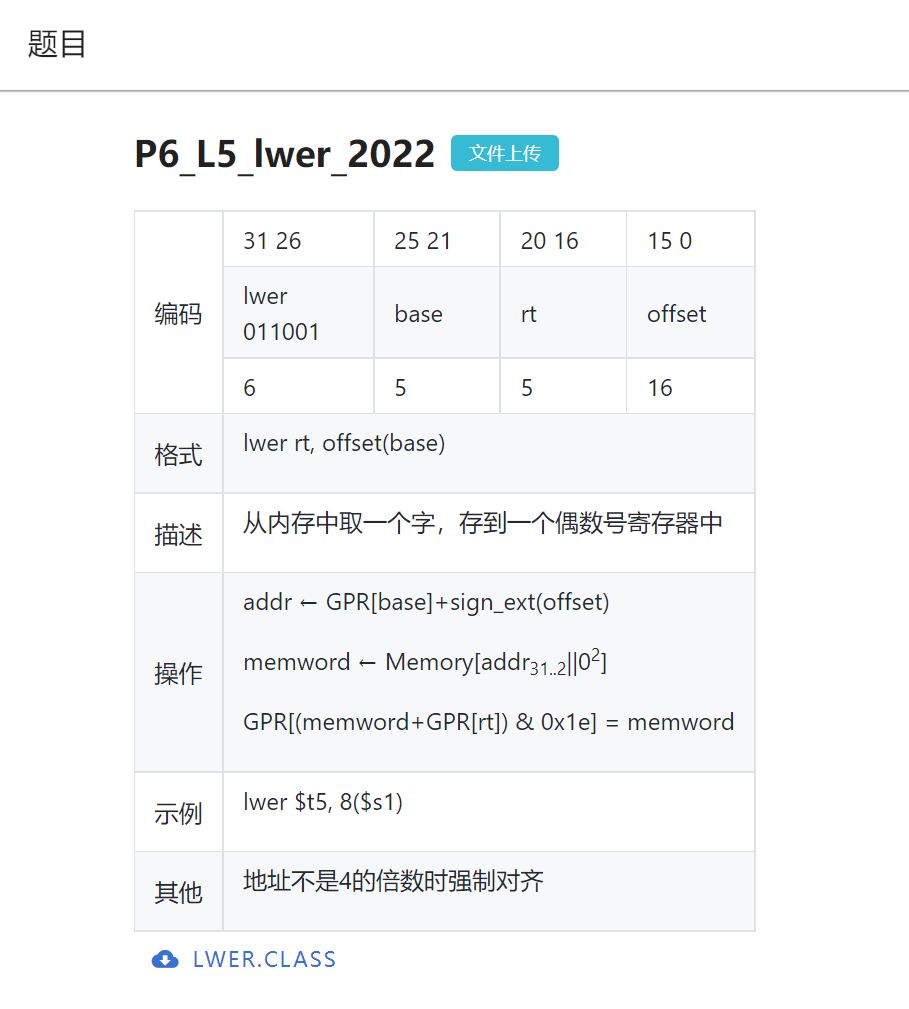 题目
P6_L5_lwer_2022 文件上传
编码 31 26 25 21 20 16 15 0
lwer
011001 base rt offset
6 5 5 16
格式 lwer rt, offset(base)
描述 从内存中取一个字，存到一个偶数号寄存器中
操作 addr ← GPR[base]+sign_ext(offset)
memword ← Memory[addr₃₁..₂||0²]
GPR[(memword+GPR[rt]) & 0x1e] = memword
示例 lwer $t5, 8($s1)
其他 地址不是4的倍数时强制对齐
LWER.CLASS